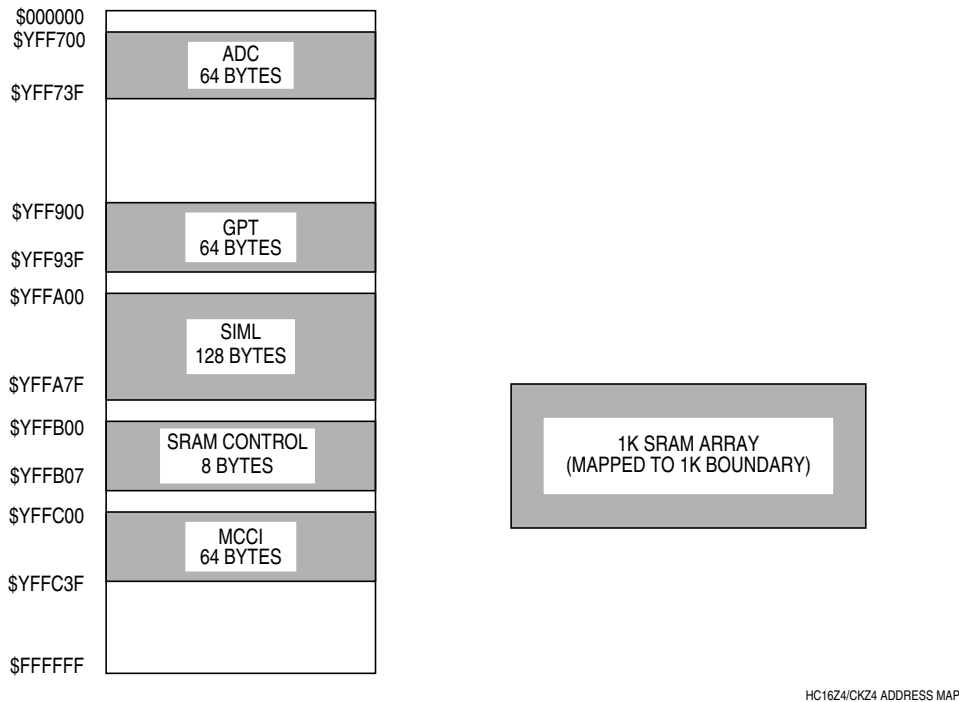 $000000
$YFF700
ADC
64 BYTES
$YFF73F
$YFF900
GPT
64 BYTES
$YFF93F
$YFFA00
SIML
128 BYTES
$YFFA7F
$YFFB00
SRAM CONTROL
8 BYTES
$YFFB07
1K SRAM ARRAY
(MAPPED TO 1K BOUNDARY)
$YFFC00
MCCI
64 BYTES
$YFFC3F
$FFFFFF
HC16Z4/CKZ4 ADDRESS MAP